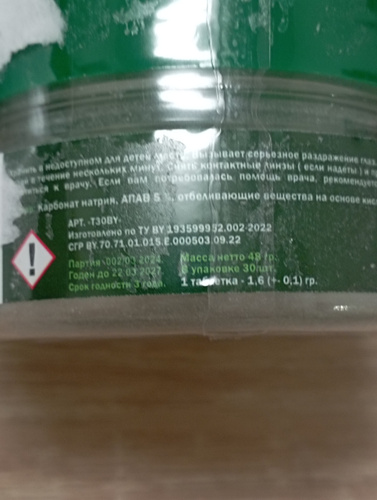 в недоступном для детей месте. Вызывает серьезное раздражение глаз.
в течение нескольких минут. Снять контактные линзы (если надеты) и
к врачу. Если вам потребовалась помощь врача, рекомендуется
Карбонат натрия, АПАВ 5 %, отбеливающие вещества на основе
АРТ. -T30BY-
Изготовлено по ТУ BY 193599952.002-2022
СГР BY.70.71.01.015.E.000503.09.22
Партия 002 03 2024
Годен до 22 03 2027
Срок годности 3 года.
Масса нетто 48 гр.
В упаковке 30шт.
1 таблетка - 1,6 (+- 0,1) гр.